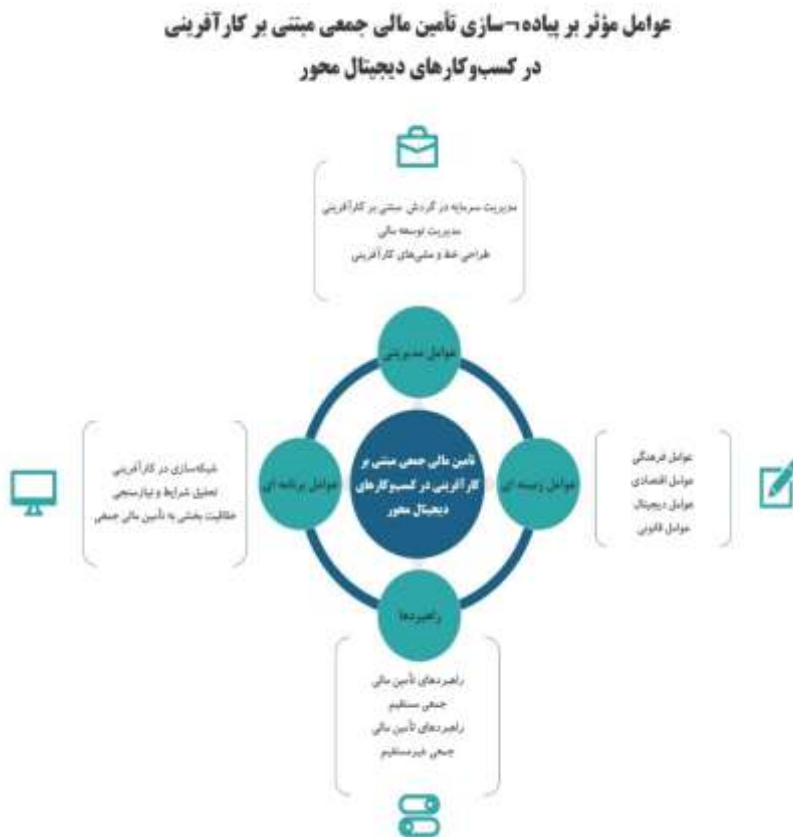 عوامل مؤثر بر پیاده¬سازی تأمین مالی جمعی مبتنی بر کارآفرینی
در کسب‌وکارهای دیجیتال محور
مدیریت سرمایه در گردش مبتنی بر کارآفرینی
مدیریت توسعه مالی
طراحی خط و مشی‌های کارآفرینی
عوامل مدیریتی
عوامل فرهنگی
عوامل اقتصادی
عوامل دیجیتال
عوامل قانونی
عوامل زمینه ای
تأمین مالی جمعی مبتنی بر
کارآفرینی در کسب‌وکارهای
دیجیتال محور
عوامل برنامه ای
شبکه‌سازی در کارآفرینی
تحلیل شرایط و نیازسنجی
خلاقیت بخشی به تأمین مالی جمعی
راهبردها
راهبردهای تأمین مالی
جمعی مستقیم
راهبردهای تأمین مالی
جمعی غیرمستقیم